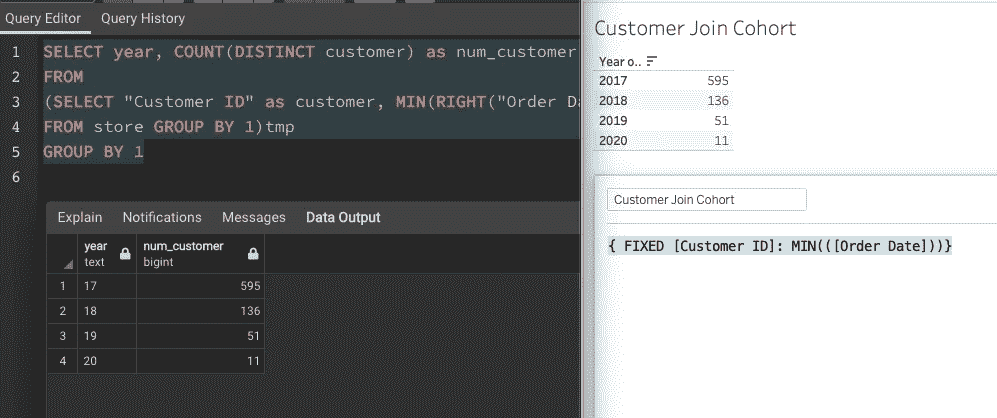 Query Editor Query History
1 SELECT year, COUNT(DISTINCT customer) as num_customer
2 FROM
3 (SELECT "Customer ID" as customer, MIN(RIGHT("Order
4 FROM store GROUP BY 1)tmp
5 GROUP BY 1
6
Explain Notifications Messages Data Output
year num_customer
text bigint
1 17 595
2 18 136
3 19 51
4 20 11
Customer Join Cohort
Year o..
2017 595
2018 136
2019 51
2020 11
Customer Join Cohort
{ FIXED [Customer ID]: MIN(([Order Date]))}